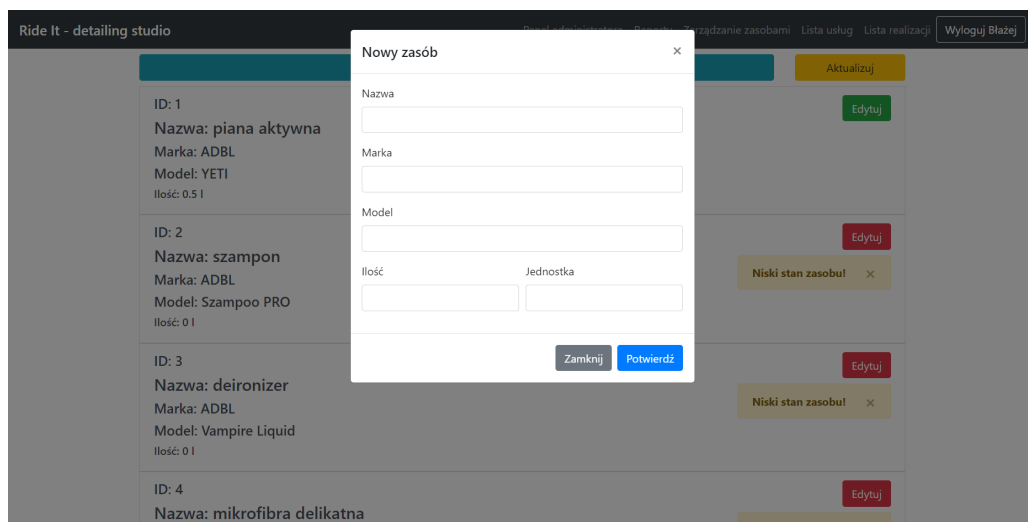 Ride It - detailing studio
Panel administratora Raporty Zarządzanie zasobami Lista usług Lista realizacji Wyloguj Błażej
Nowy zasób ×
Aktualizuj
Nazwa
Marka
Model
Ilość Jednostka
Zamknij Potwierdź
ID: 1
Edytuj
Nazwa: piana aktywna
Marka: ADBL
Model: YETI
Ilość: 0.5 l
ID: 2
Edytuj
Nazwa: szampon
Niski stan zasobu! ×
Marka: ADBL
Model: Szampoo PRO
Ilość: 0 l
ID: 3
Edytuj
Nazwa: deironizer
Niski stan zasobu! ×
Marka: ADBL
Model: Vampire Liquid
Ilość: 0 l
ID: 4
Edytuj
Nazwa: mikrofibra delikatna